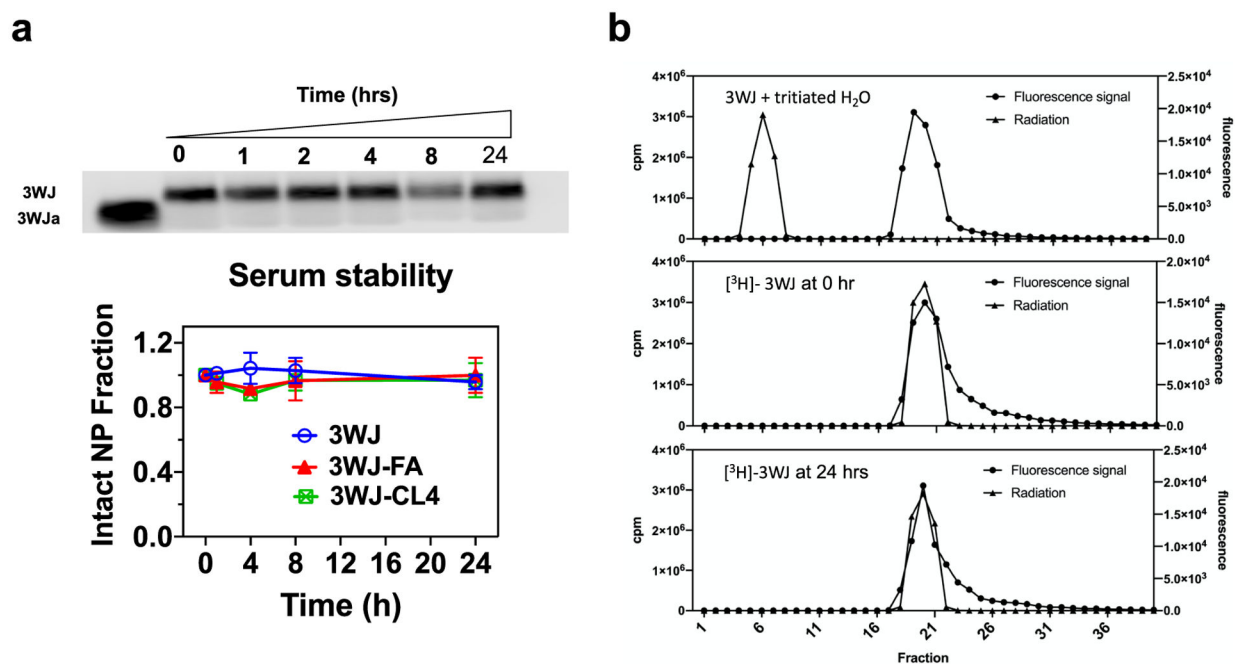 a
Time (hrs)
0 1 2 4 8 24
3WJ
3WJa
Serum stability
Intact NP Fraction
1.2
0.8
0.4
0.0
3WJ
3WJ-FA
3WJ-CL4
0 4 8 12 16 20 24
Time (h)
b
3WJ + tritiated H₂O
Fluorescence signal
Radiation
cpm
4×10⁶
3×10⁶
2×10⁶
1×10⁶
0
fluorescence
2.5×10⁴
2.0×10⁴
1.5×10⁴
1.0×10⁴
5.0×10³
0.0
[³H]- 3WJ at 0 hr
Fluorescence signal
Radiation
cpm
4×10⁶
3×10⁶
2×10⁶
1×10⁶
0
fluorescence
2.0×10⁴
1.5×10⁴
1.0×10⁴
5.0×10³
0.0
[³H]-3WJ at 24 hrs
Fluorescence signal
Radiation
cpm
4×10⁶
3×10⁶
2×10⁶
1×10⁶
0
fluorescence
2.5×10⁴
2.0×10⁴
1.5×10⁴
1.0×10⁴
5.0×10³
0.0
1 6 11 16 21 26 31 36
Fraction